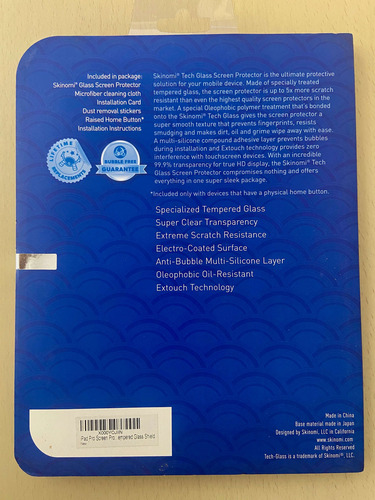 Included in package:
Skinomi® Glass Screen Protector
Microfiber cleaning cloth
Installation Card
Dust removal stickers
Raised Home Button*
Installation Instructions
LIFETIME
REPLACEMENTS
BUBBLE FREE
GUARANTEE
Skinomi® Tech Glass Screen Protector is the ultimate protective
solution for your mobile device. Made of specially treated
tempered glass, the screen protector is up to 5x more scratch
resistant than even the highest quality screen protectors in the
market. A special Oleophobic polymer treatment that's bonded
onto the Skinomi® Tech Glass gives the screen protector a
super smooth texture that prevents fingerprints, resists
smudging and makes dirt, oil and grime wipe away with ease.
A multi-silicone compound adhesive layer prevents bubbles
during installation and Extouch technology provides zero
interference with touchscreen devices. With an incredible
99.9% transparency for true HD display, the Skinomi® Tech
Glass Screen Protector compromises nothing and offers
everything in one super sleek package.
*Included only with devices that have a physical home button.
Specialized Tempered Glass
Super Clear Transparency
Extreme Scratch Resistance
Electro-Coated Surface
Anti-Bubble Multi-Silicone Layer
Oleophobic Oil-Resistant
Extouch Technology
iPad Pro Screen Pro...empered Glass Shield
New
Made in China
Base material made in Japan
Designed by Skinomi, LLC in California
www.skinomi.com
All Rights Reserved
Tech-Glass is a trademark of Skinomi®, LLC.